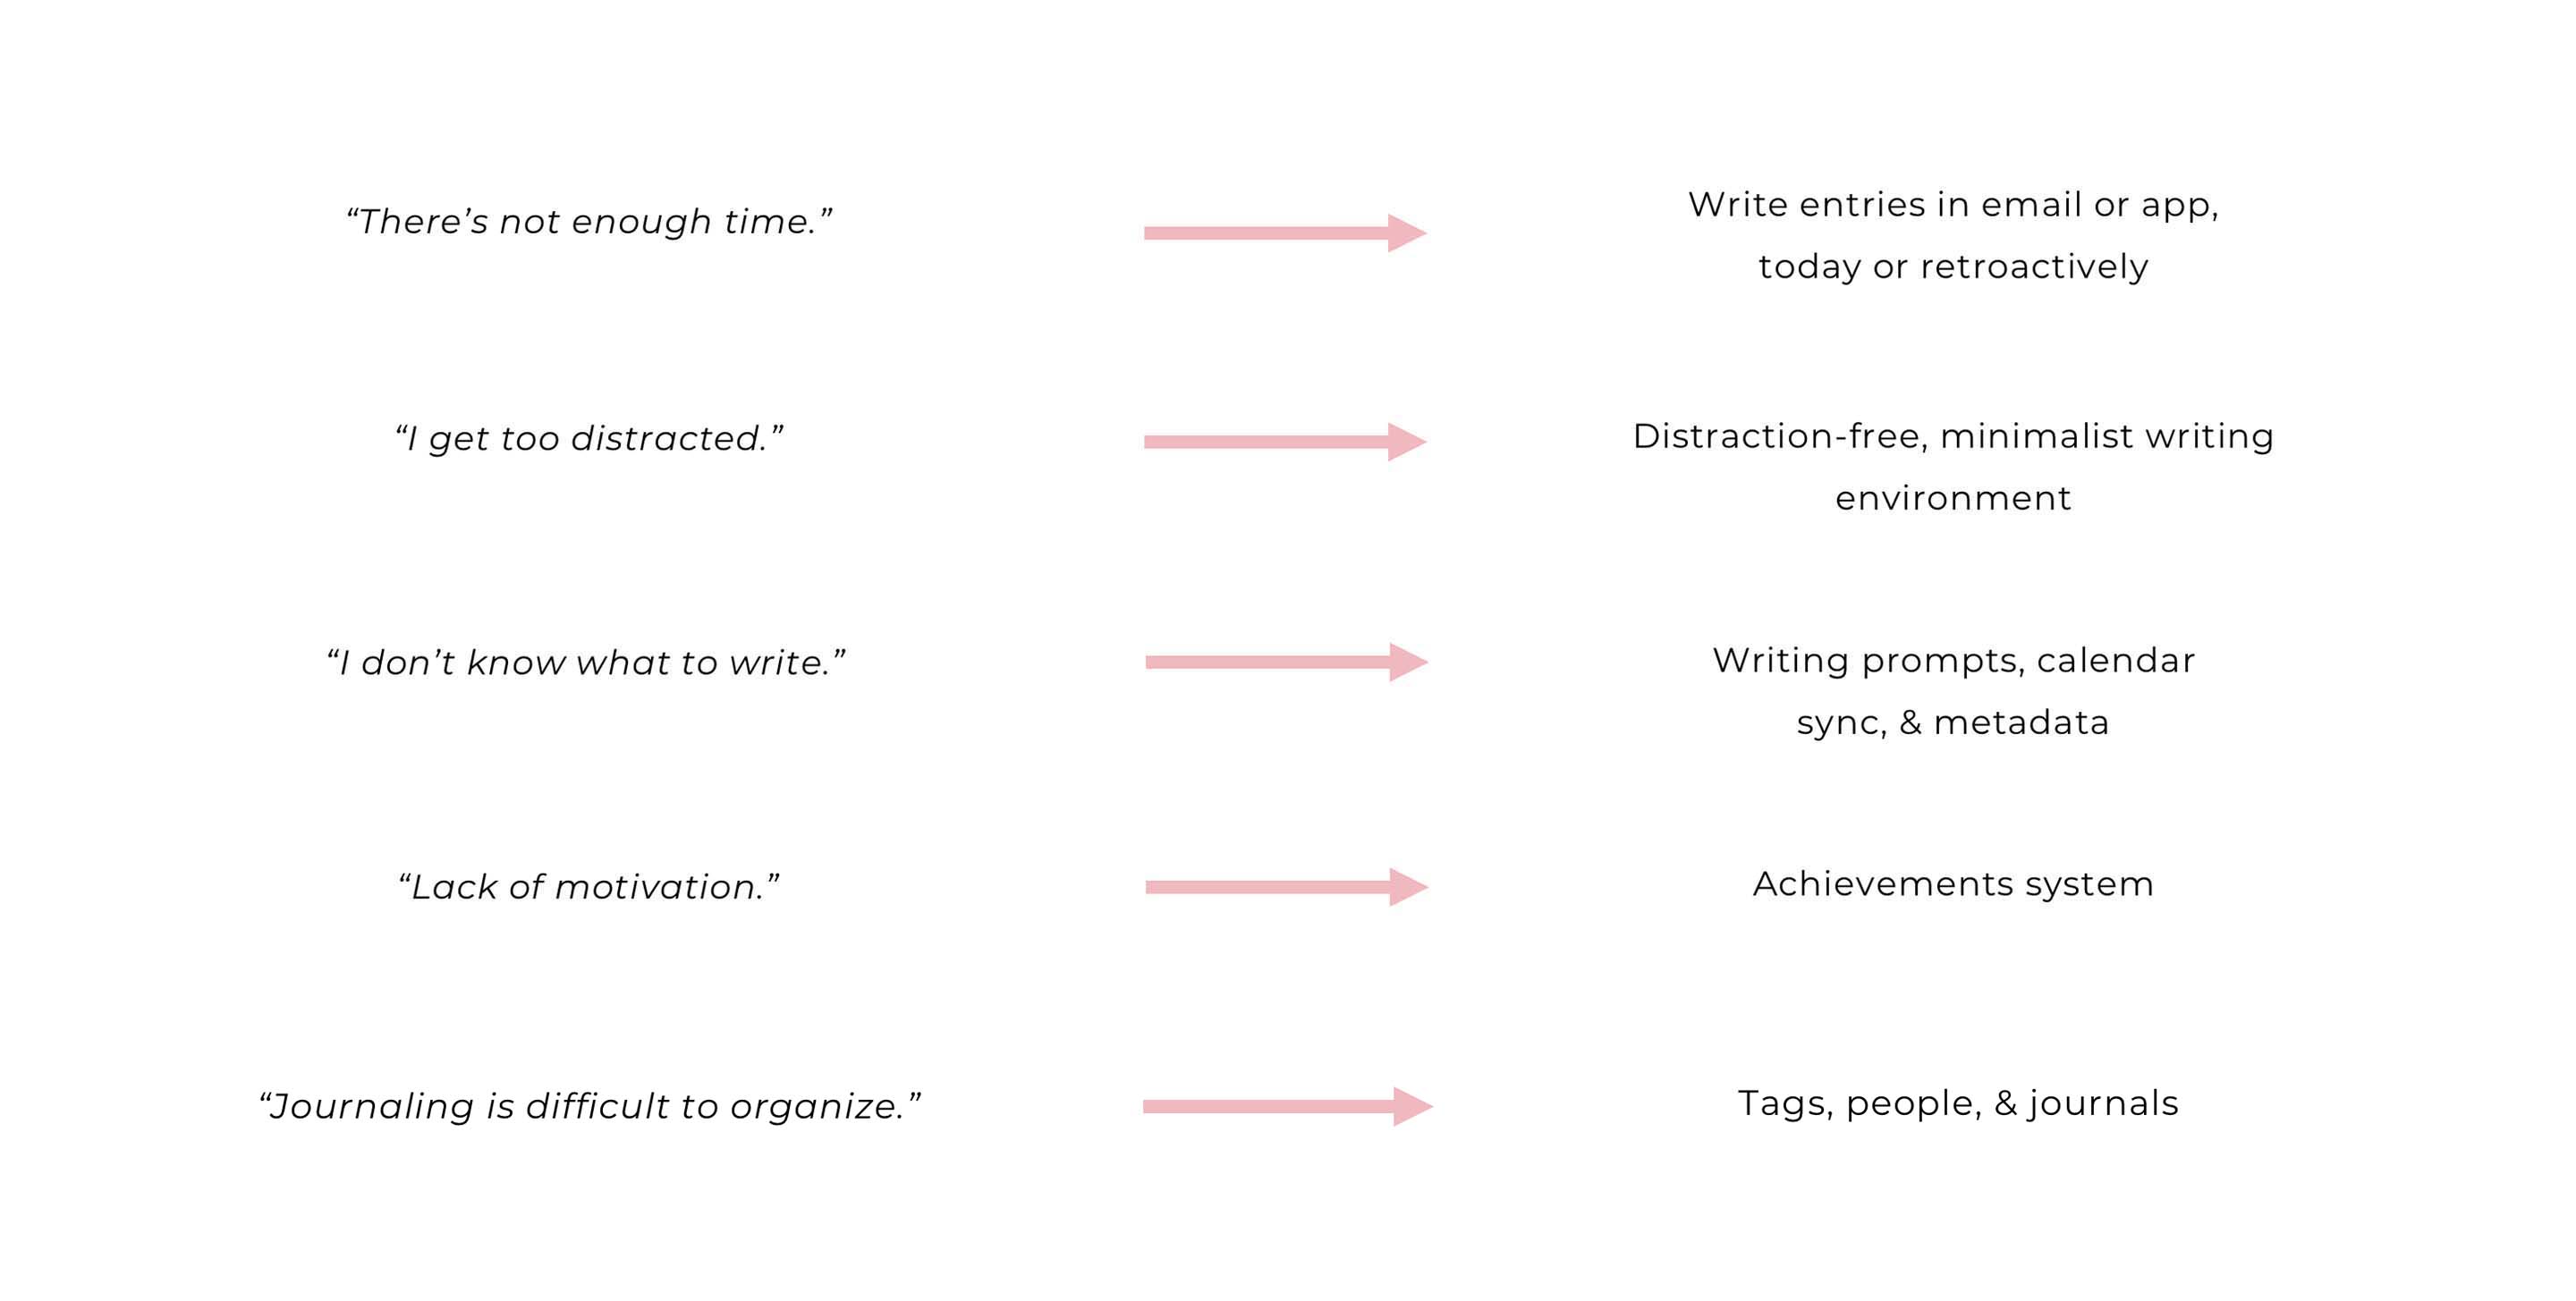 “There’s not enough time.”
Write entries in email or app,
today or retroactively
“I get too distracted.”
Distraction-free, minimalist writing
environment
“I don’t know what to write.”
Writing prompts, calendar
sync, & metadata
“Lack of motivation.”
Achievements system
“Journaling is difficult to organize.”
Tags, people, & journals